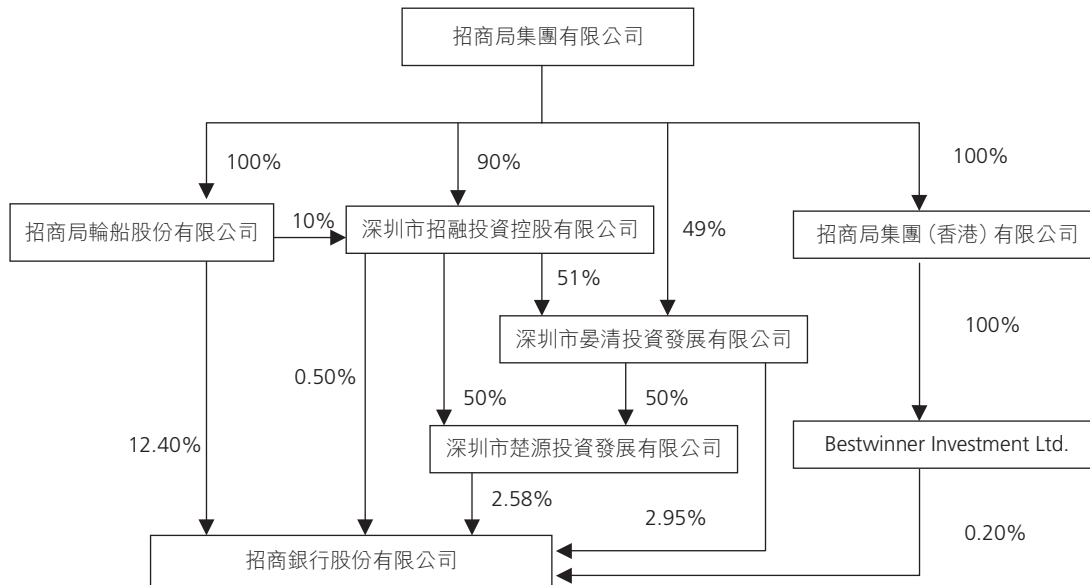 招商局集團有限公司
100%
90%
100%
招商局輪船股份有限公司
10%
深圳市招融投資控股有限公司
49%
招商局集團(香港)有限公司
51%
深圳市晏清投資發展有限公司
100%
0.50%
50%
50%
12.40%
深圳市楚源投資發展有限公司
Bestwinner Investment Ltd.
2.58%
2.95%
0.20%
招商銀行股份有限公司